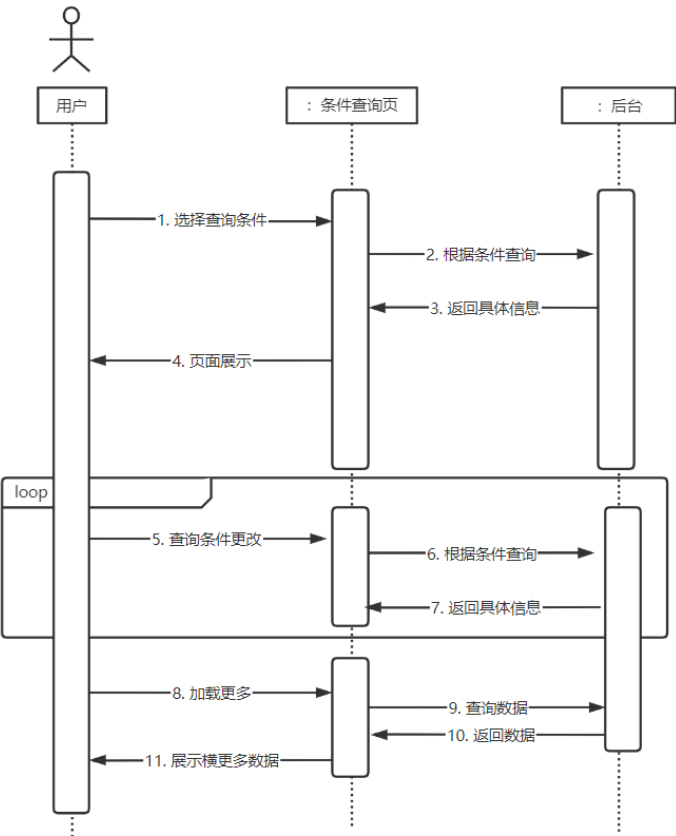 用户
：条件查询页
：后台
1. 选择查询条件
2. 根据条件查询
3. 返回具体信息
4. 页面展示
loop
5. 查询条件更改
6. 根据条件查询
7. 返回具体信息
8. 加载更多
9. 查询数据
10. 返回数据
11. 展示横更多数据